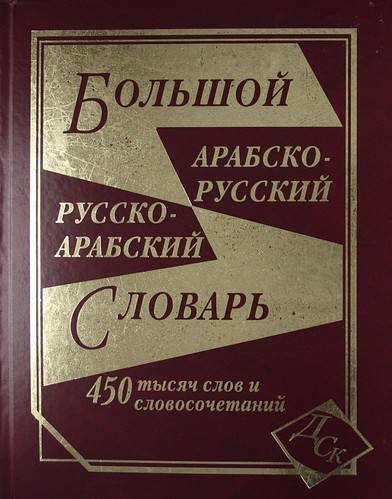 БОЛЬШОЙ
АРАБСКО-
РУССКИЙ
РУССКО-
АРАБСКИЙ
СЛОВАРЬ
450 тысяч слов и
словосочетаний
ДСК